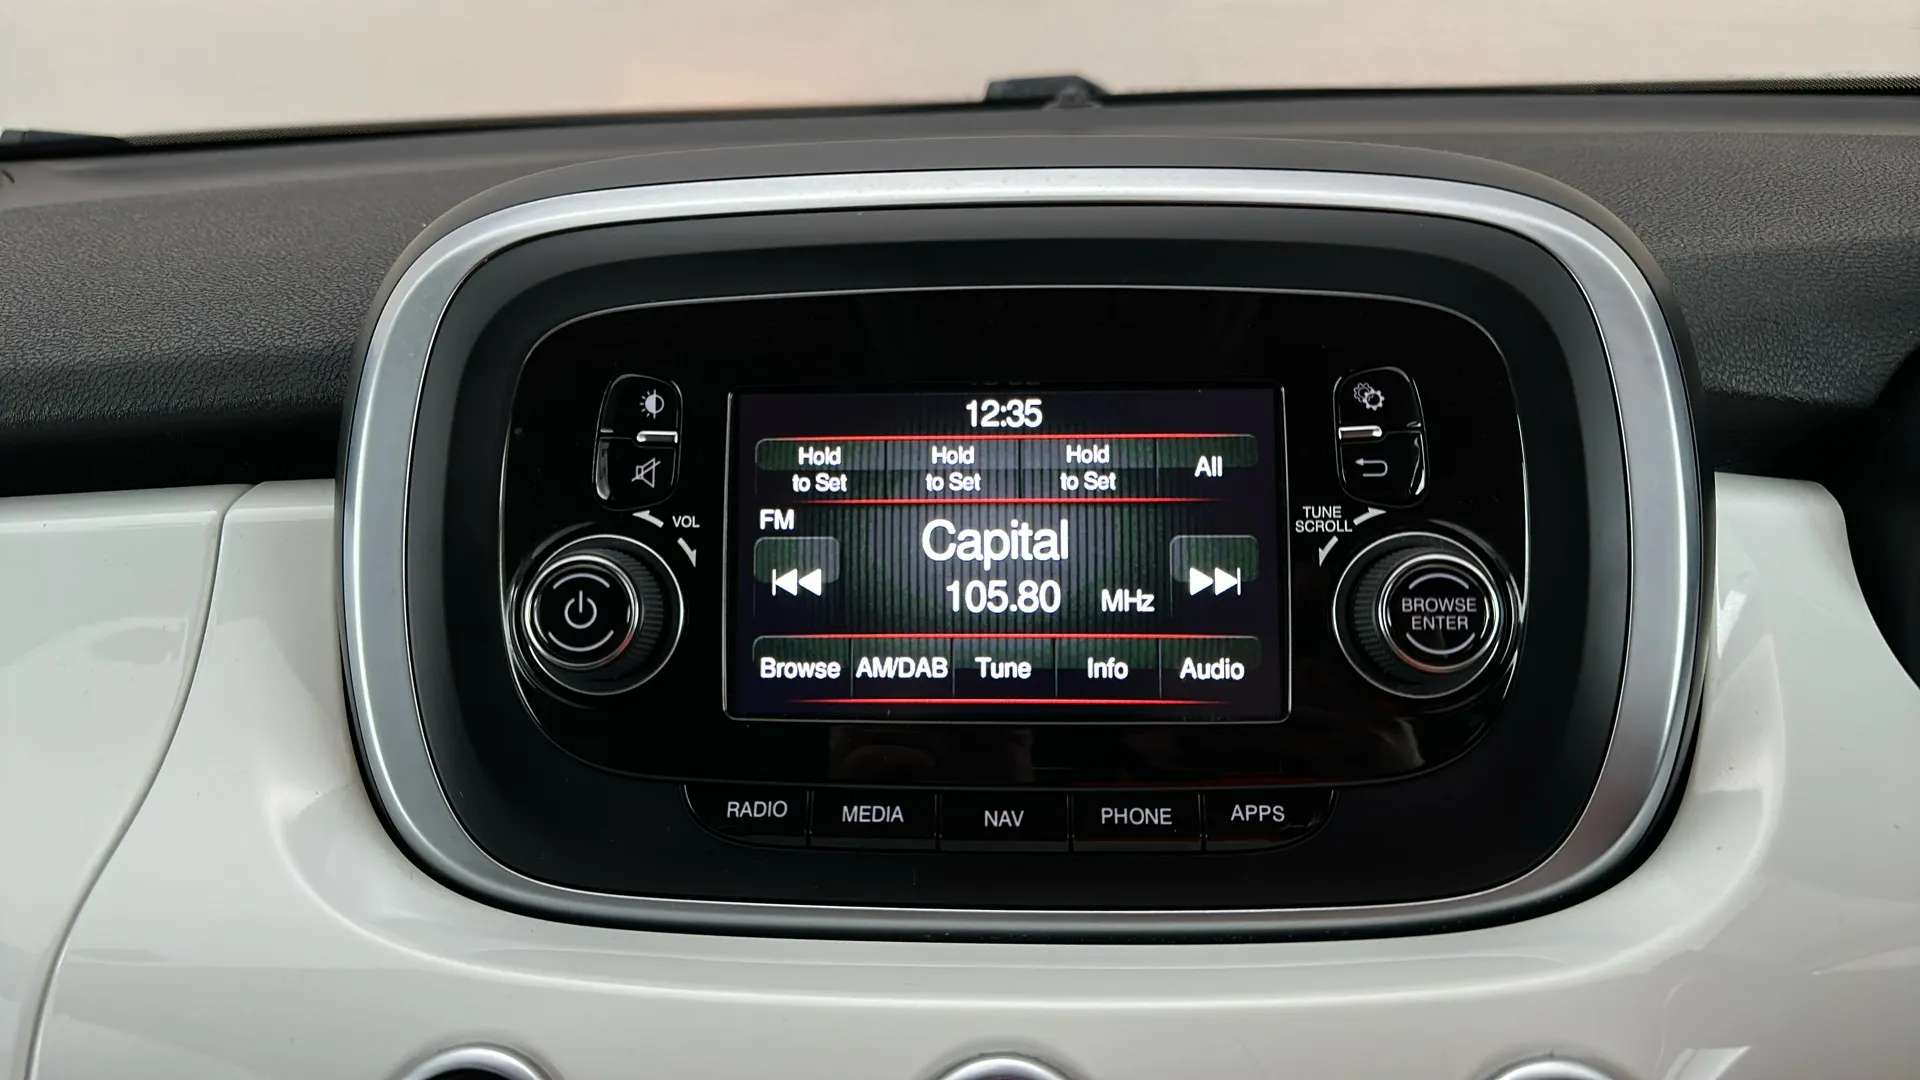 12:35
Hold
to Set
Hold
to Set
Hold
to Set
All
FM
Capital
105.80 MHz
Browse AM/DAB Tune Info Audio
VOL
TUNE
SCROLL
BROWSE
ENTER
RADIO MEDIA NAV PHONE APPS